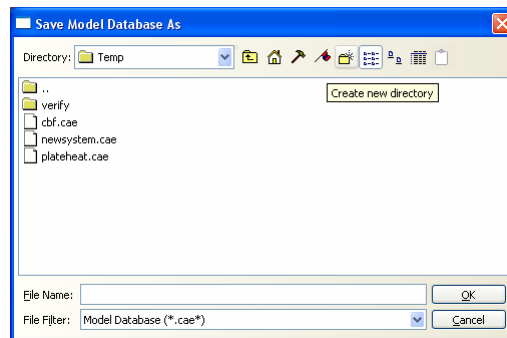 Save Model Database As
Directory: Temp
Create new directory
..
verify
cbf.cae
newsystem.cae
plateheat.cae
File Name: OK
File Filter: Model Database (*.cae*) Cancel